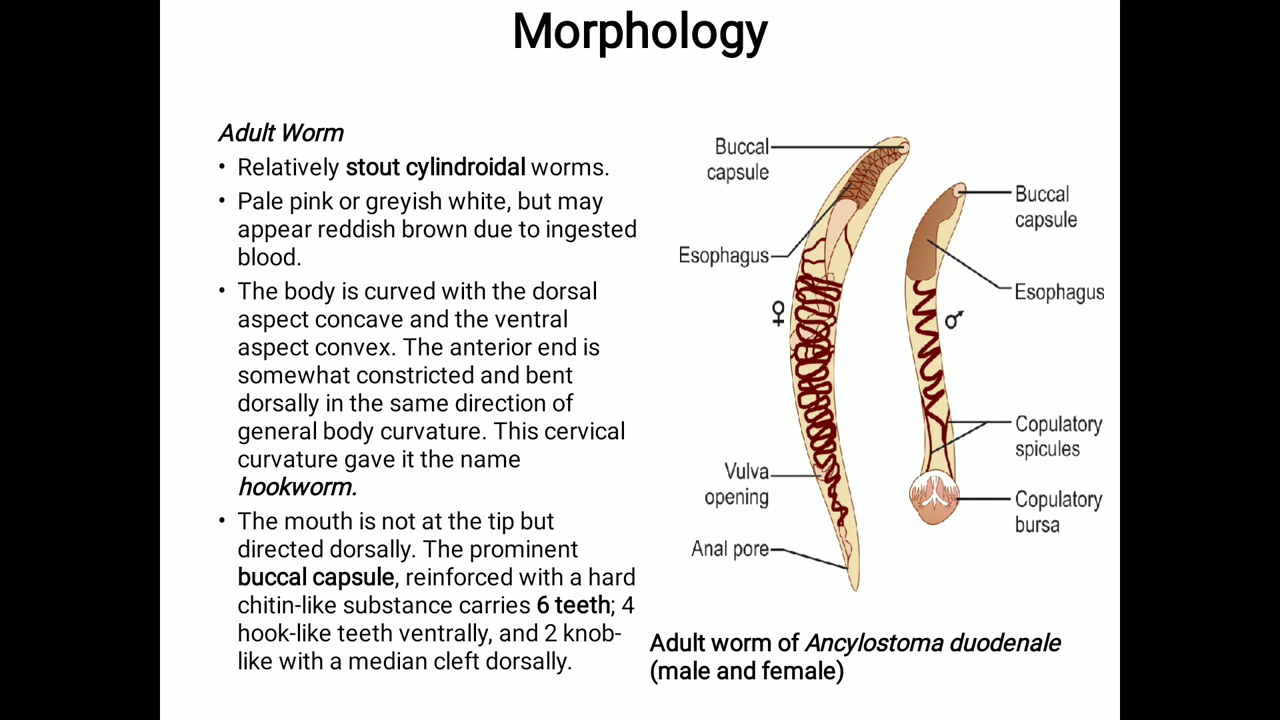 Morphology
Adult Worm
• Relatively stout cylindroidal worms.
• Pale pink or greyish white, but may
appear reddish brown due to ingested
blood.
• The body is curved with the dorsal
aspect concave and the ventral
aspect convex. The anterior end is
somewhat constricted and bent
dorsally in the same direction of
general body curvature. This cervical
curvature gave it the name
hookworm.
• The mouth is not at the tip but
directed dorsally. The prominent
buccal capsule, reinforced with a hard
chitin-like substance carries 6 teeth; 4
hook-like teeth ventrally, and 2 knob-
like with a median cleft dorsally.
Buccal
capsule
Esophagus
♀
Vulva
opening
Anal pore
Buccal
capsule
Esophagus
♂
Copulatory
spicules
Copulatory
bursa
Adult worm of Ancylostoma duodenale
(male and female)